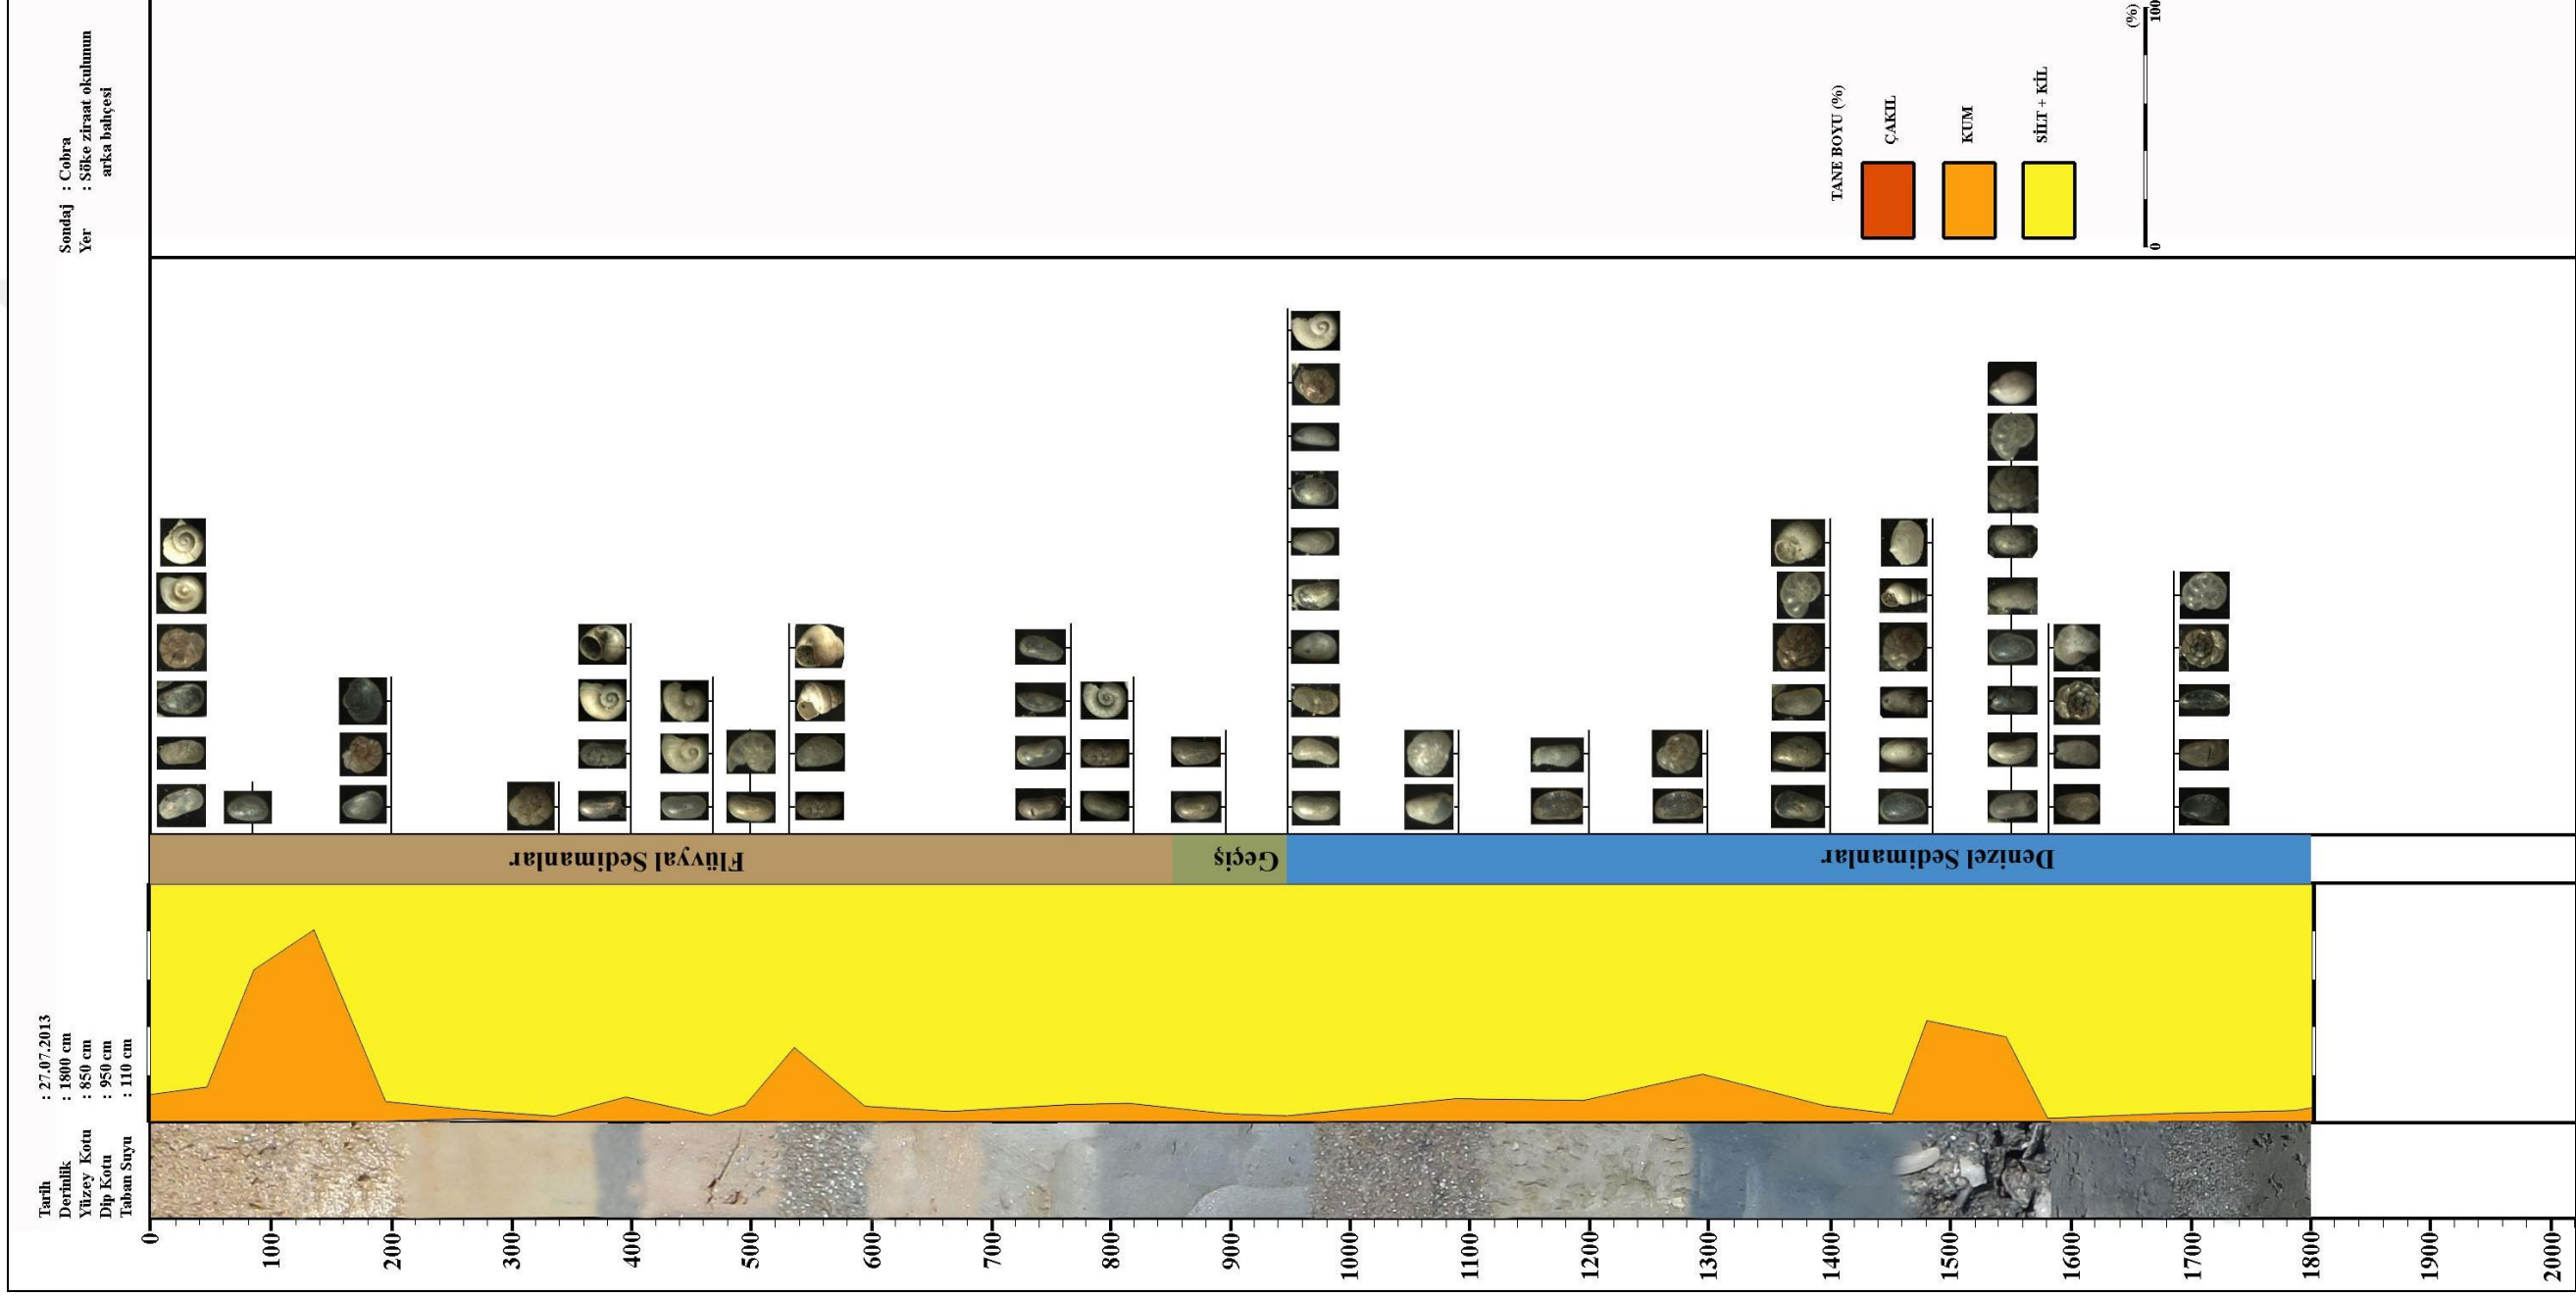 Tarih : 27.07.2013
Derinlik : 1800 cm
Yüzey Kotu : 850 cm
Dip Kotu : 950 cm
Taban Suyu : 110 cm
Sondaj : Cobra
Yer : Söke ziraat okulunun
arka bahçesi
0
100
200
300
400
500
600
700
800
900
1000
1100
1200
1300
1400
1500
1600
1700
1800
1900
2000
Flüvyal Sedimanlar
Geçiş
Denizel Sedimanlar
TANE BOYU (%)
ÇAKIL
KUM
SİLT + KİL
(%)
0 100